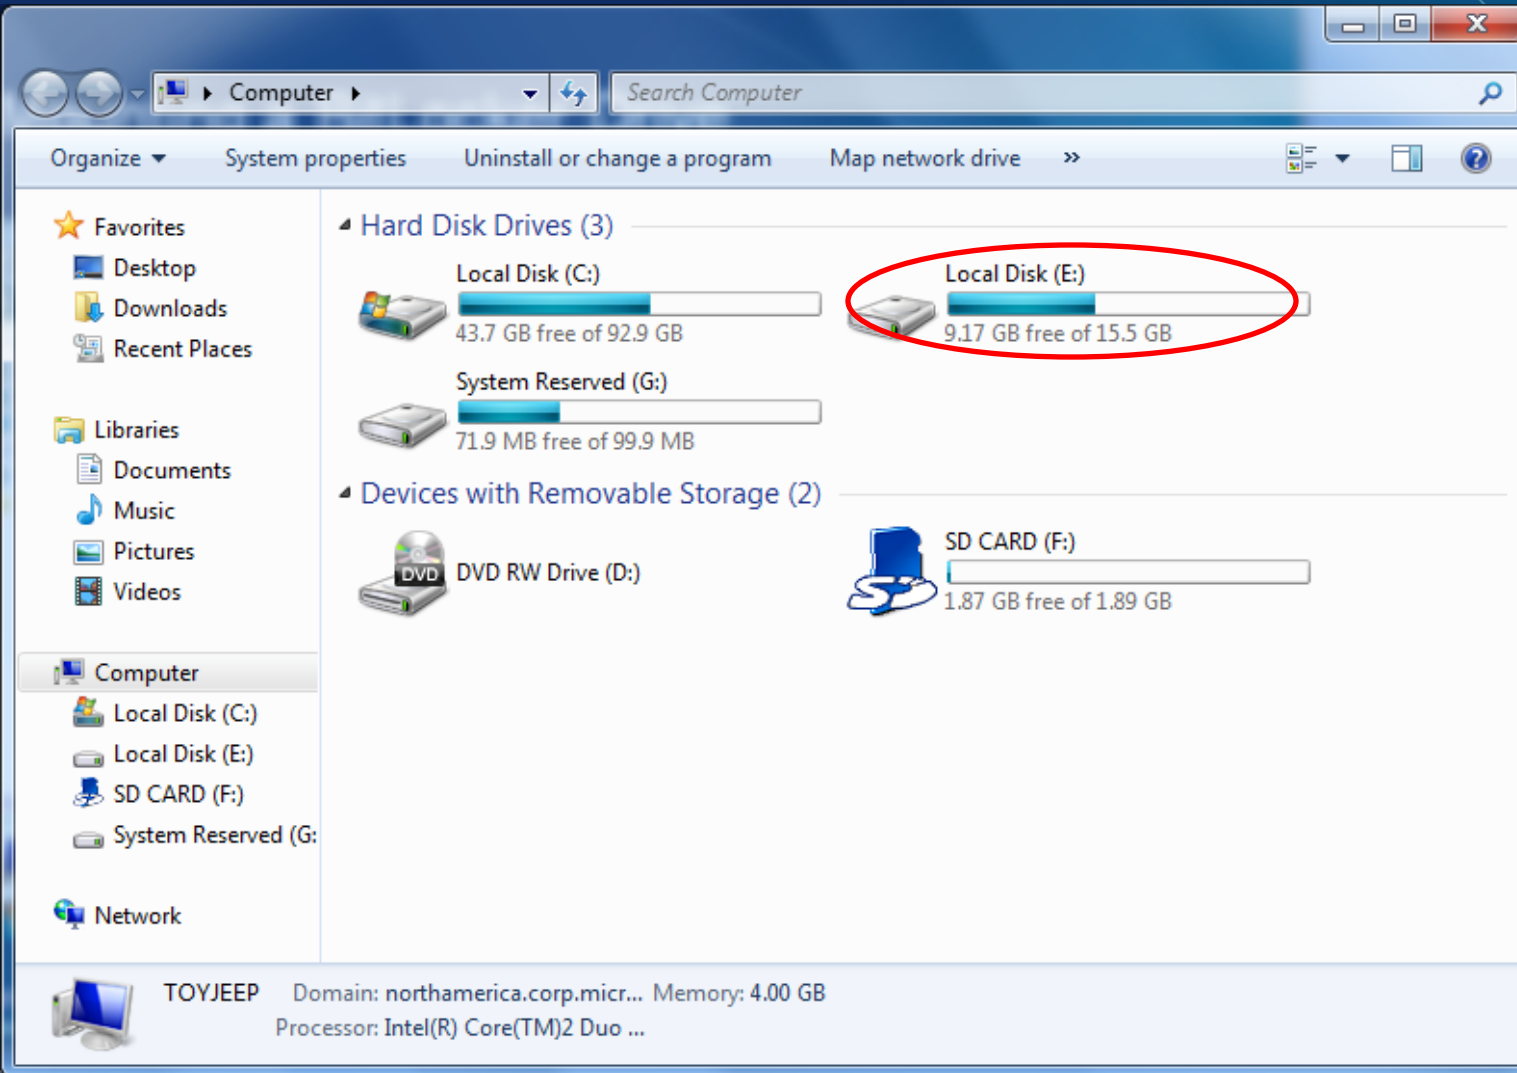 Computer
Search Computer
Organize
System properties
Uninstall or change a program
Map network drive
»
Favorites
Desktop
Downloads
Recent Places
Libraries
Documents
Music
Pictures
Videos
Computer
Local Disk (C:)
Local Disk (E:)
SD CARD (F:)
System Reserved (G:
Network
Hard Disk Drives (3)
Local Disk (C:)
43.7 GB free of 92.9 GB
Local Disk (E:)
9.17 GB free of 15.5 GB
System Reserved (G:)
71.9 MB free of 99.9 MB
Devices with Removable Storage (2)
DVD
DVD RW Drive (D:)
SD CARD (F:)
1.87 GB free of 1.89 GB
TOYJEEP Domain: northamerica.corp.micr... Memory: 4.00 GB
Processor: Intel(R) Core(TM)2 Duo ...